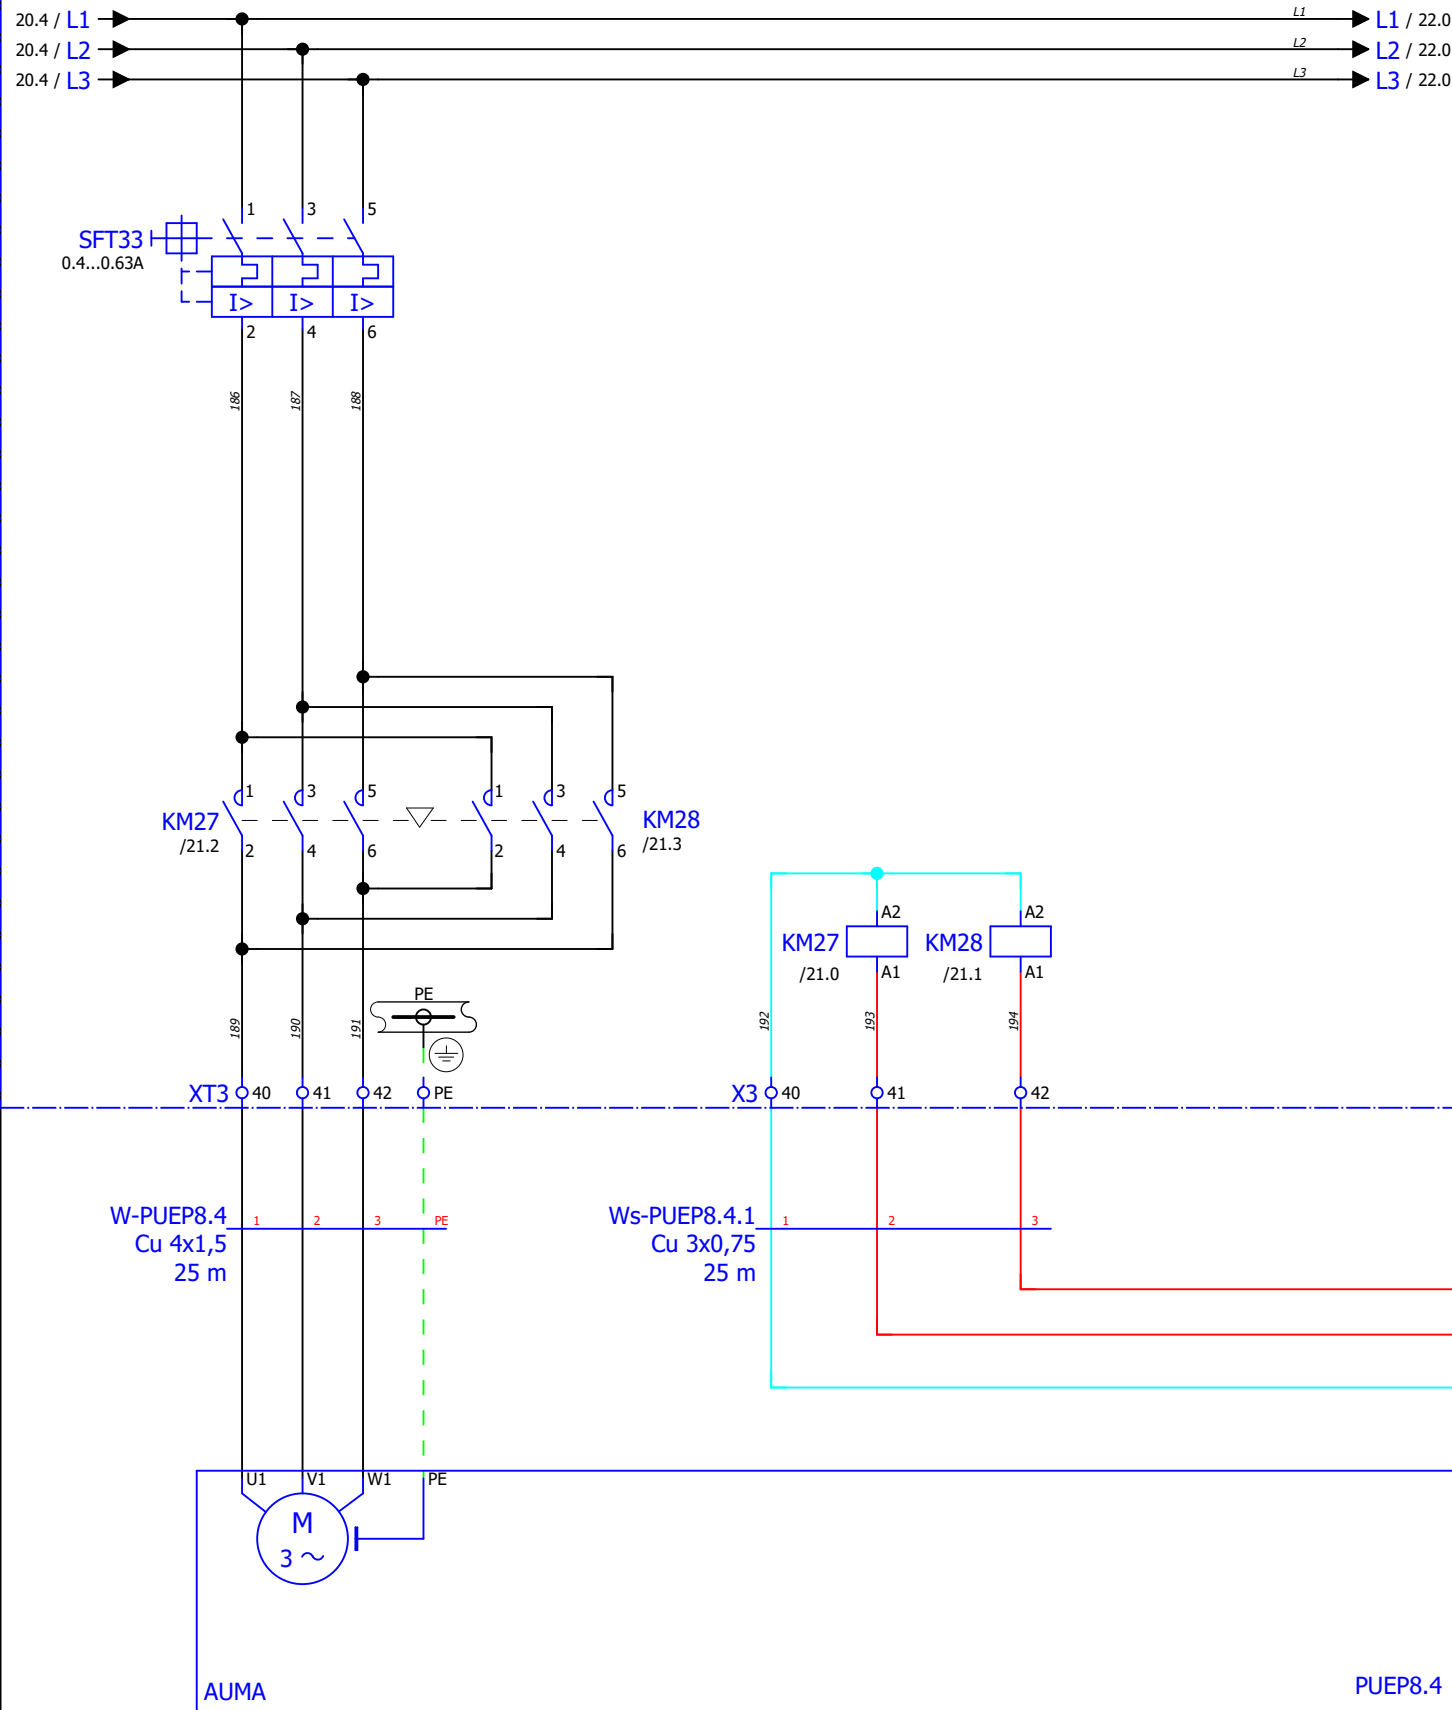 20.4 / L1 L1 L1 / 22.0
20.4 / L2 L2 L2 / 22.0
20.4 / L3 L3 L3 / 22.0
1 3 5
SFT33
0.4...0.63A
I> I> I>
2 4 6
186 187 188
1 3 5 1 3 5
KM27 KM28
/21.2 /21.3
2 4 6 2 4 6
A2 A2
KM27 KM28
/21.0 A1 /21.1 A1
PE
189 190 191 192 193 194
XT3 40 41 42 PE X3 40 41 42
W-PUEP8.4 1 2 3 PE Ws-PUEP8.4.1 1 2 3
Cu 4x1,5 Cu 3x0,75
25 m 25 m
U1 V1 W1 PE
M
3 ~
AUMA PUEP8.4